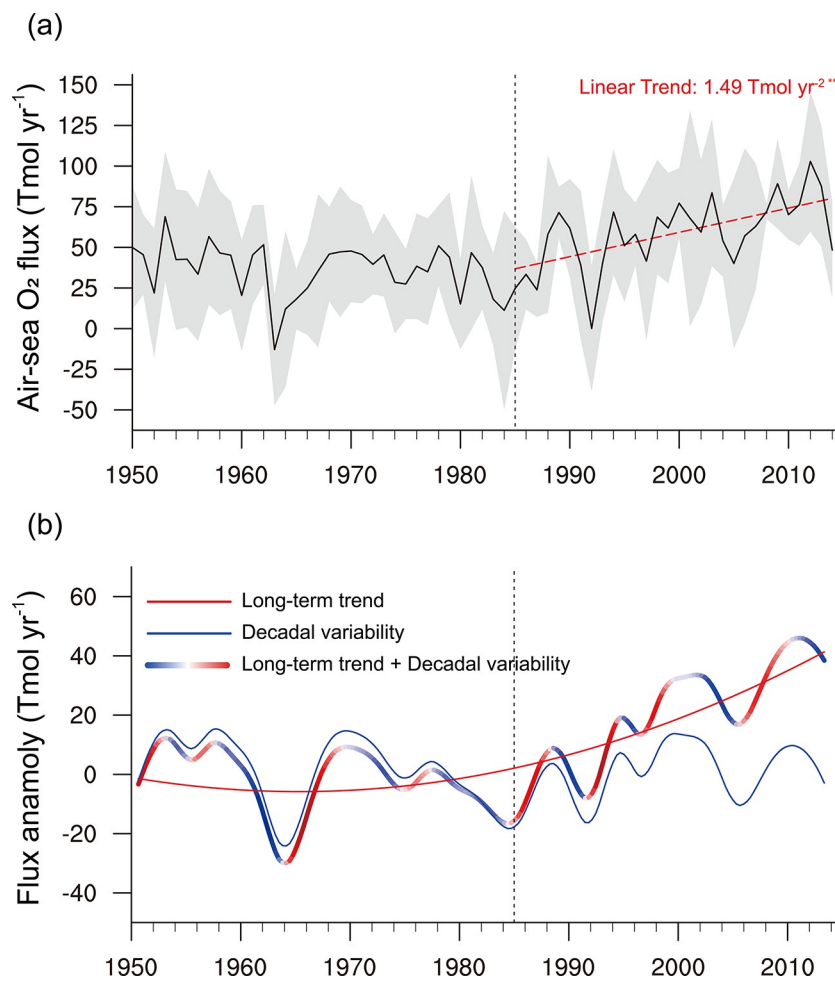 (a)
Linear Trend: 1.49 Tmol yr-2 **
Air-sea O2 flux (Tmol yr-1)
150
125
100
75
50
25
0
-25
-50
1950 1960 1970 1980 1990 2000 2010
(b)
Flux anamoly (Tmol yr-1)
60
40
20
0
-20
-40
Long-term trend
Decadal variability
Long-term trend + Decadal variability
1950 1960 1970 1980 1990 2000 2010